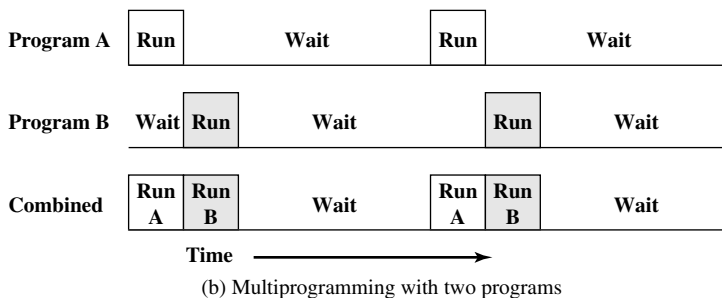 Program A Run Wait Run Wait
Program B Wait Run Wait Run Wait
Combined Run A Run B Wait Run A Run B Wait
Time
(b) Multiprogramming with two programs